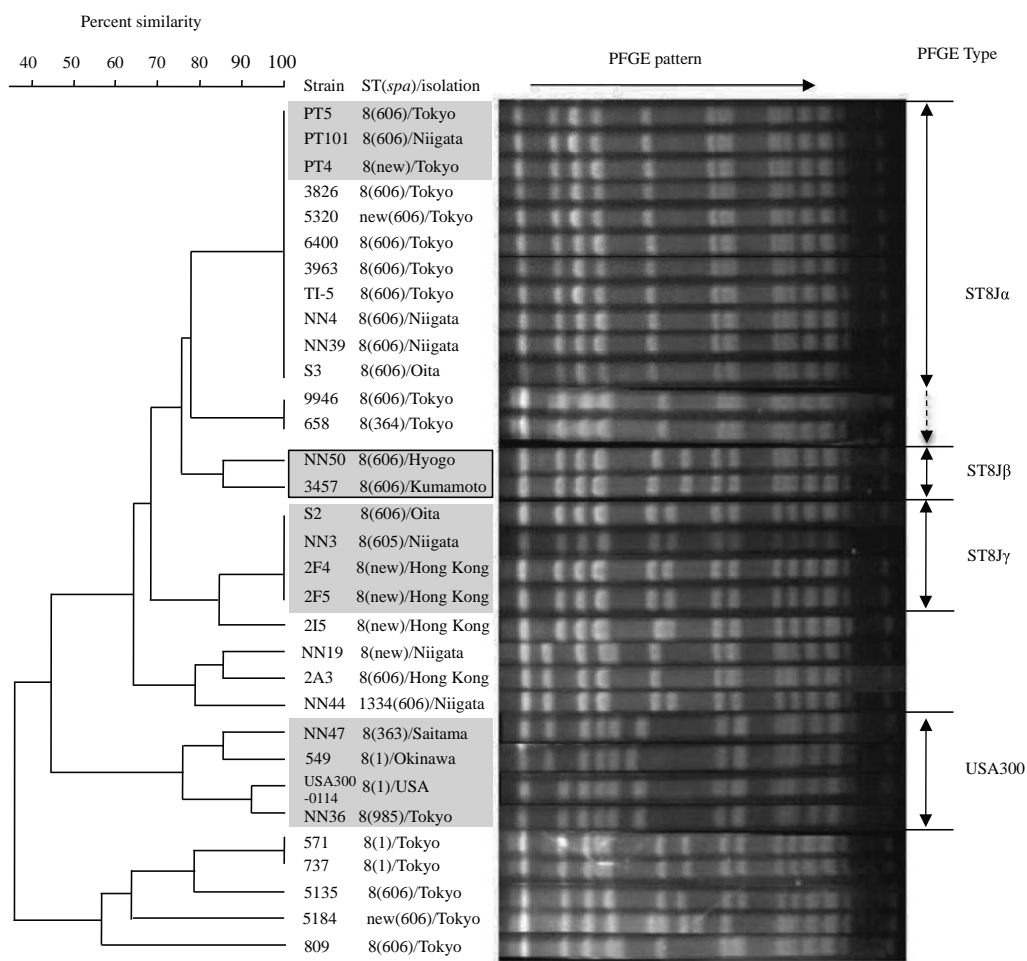 Percent similarity
40 50 60 70 80 90 100
Strain ST(spa)/isolation
PFGE pattern
PFGE Type
PT5 8(606)/Tokyo
PT101 8(606)/Niigata
PT4 8(new)/Tokyo
3826 8(606)/Tokyo
5320 new(606)/Tokyo
6400 8(606)/Tokyo
3963 8(606)/Tokyo
TI-5 8(606)/Tokyo
NN4 8(606)/Niigata
NN39 8(606)/Niigata
S3 8(606)/Oita
9946 8(606)/Tokyo
658 8(364)/Tokyo
ST8Jα
NN50 8(606)/Hyogo
3457 8(606)/Kumamoto
ST8Jβ
S2 8(606)/Oita
NN3 8(605)/Niigata
2F4 8(new)/Hong Kong
2F5 8(new)/Hong Kong
ST8Jγ
2I5 8(new)/Hong Kong
NN19 8(new)/Niigata
2A3 8(606)/Hong Kong
NN44 1334(606)/Niigata
NN47 8(363)/Saitama
549 8(1)/Okinawa
USA300
-0114 8(1)/USA
NN36 8(985)/Tokyo
USA300
571 8(1)/Tokyo
737 8(1)/Tokyo
5135 8(606)/Tokyo
5184 new(606)/Tokyo
809 8(606)/Tokyo